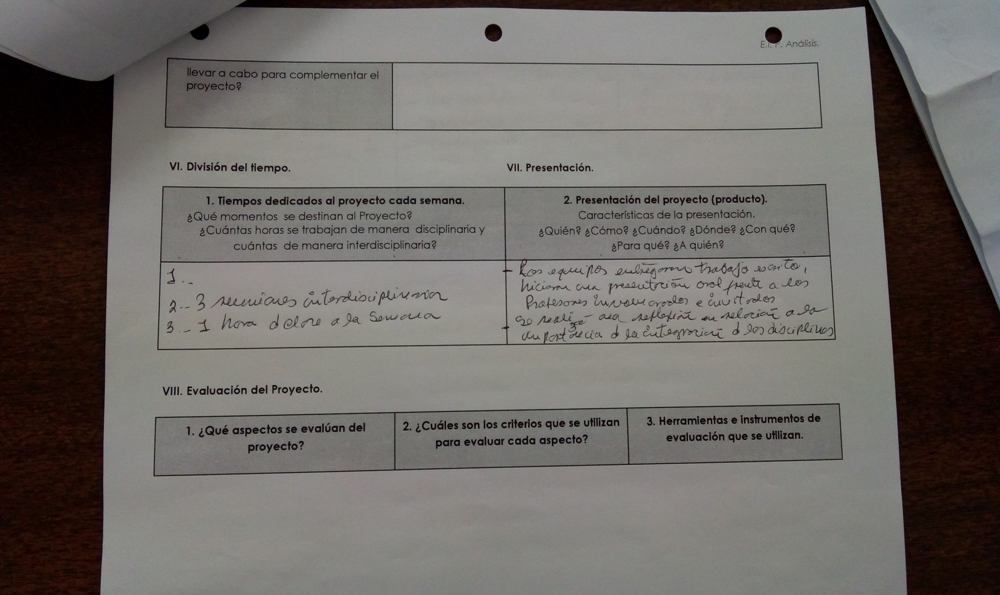 E.I. P. Análisis.
llevar a cabo para complementar el
proyecto?
VI. División del tiempo.
VII. Presentación.
1. Tiempos dedicados al proyecto cada semana.
¿Qué momentos se destinan al Proyecto?
¿Cuántas horas se trabajan de manera disciplinaria y
cuántas de manera interdisciplinaria?
2. Presentación del proyecto (producto).
Características de la presentación.
¿Quién? ¿Cómo? ¿Cuándo? ¿Dónde? ¿Con qué?
¿Para qué? ¿A quién?
1..
2.- 3 reuniones interdisciplinaria
3.- 1 hora d clase a la Semana
- Los equipos entregaron trabajo escrito,
hicieron una presentación oral frente a los
Profesores involucrados e invitados
- Se realizó una reflexión en relación a la
importancia d la integración d las disciplinas
VIII. Evaluación del Proyecto.
1. ¿Qué aspectos se evalúan del
proyecto?
2. ¿Cuáles son los criterios que se utilizan
para evaluar cada aspecto?
3. Herramientas e instrumentos de
evaluación que se utilizan.